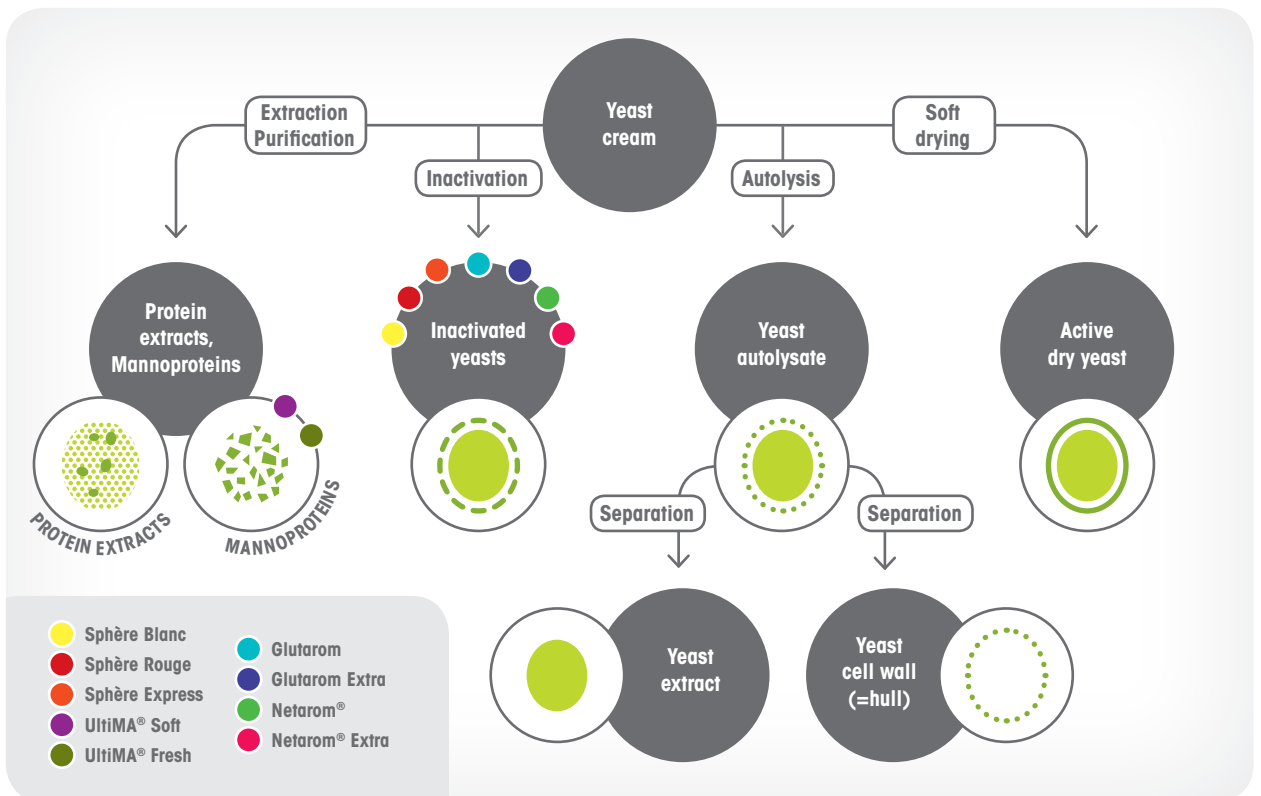 Yeast
cream
Extraction
Purification
Soft
drying
Inactivation
Autolysis
Protein
extracts,
Mannoproteins
Inactivated
yeasts
Yeast
autolysate
Active
dry yeast
PROTEIN EXTRACTS
MANNOPROTEINS
Separation
Separation
Yeast
extract
Yeast
cell wall
(=hull)
Sphère Blanc
Sphère Rouge
Sphère Express
UltiMA® Soft
UltiMA® Fresh
Glutarom
Glutarom Extra
Netarom®
Netarom® Extra